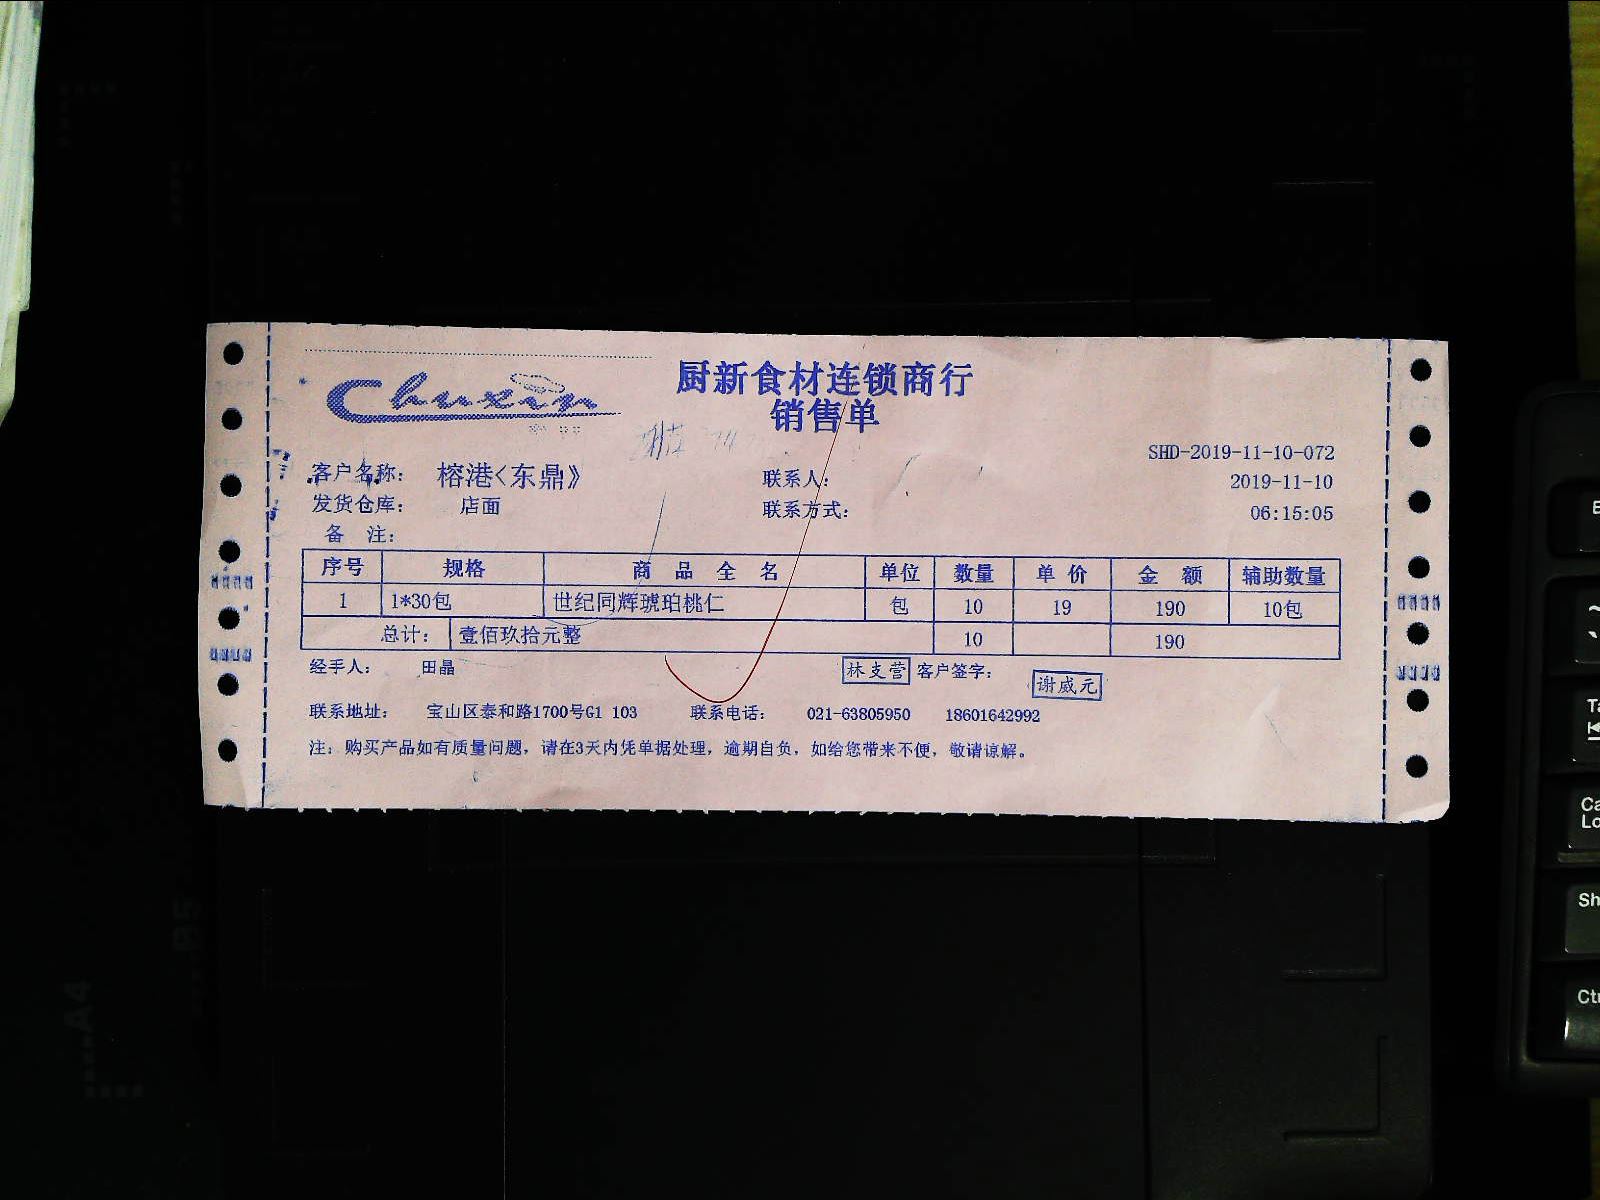 Chuxin
厨新食材连锁商行
销售单
SHD-2019-11-10-072
客户名称： 榕港<东鼎》 联系人： 2019-11-10
发货仓库： 店面 联系方式： 06:15:05
备 注：
序号 规格 商 品 全 名 单位 数量 单 价 金 额 辅助数量
1 1*30包 世纪同辉琥珀桃仁 包 10 19 190 10包
总计： 壹佰玖拾元整 10 190
经手人： 田晶 林支营 客户签字： 谢威元
联系地址： 宝山区泰和路1700号G1 103 联系电话： 021-63805950 18601642992
注：购买产品如有质量问题，请在3天内凭单据处理，逾期自负，如给您带来不便，敬请谅解。
A4
B5
Sh